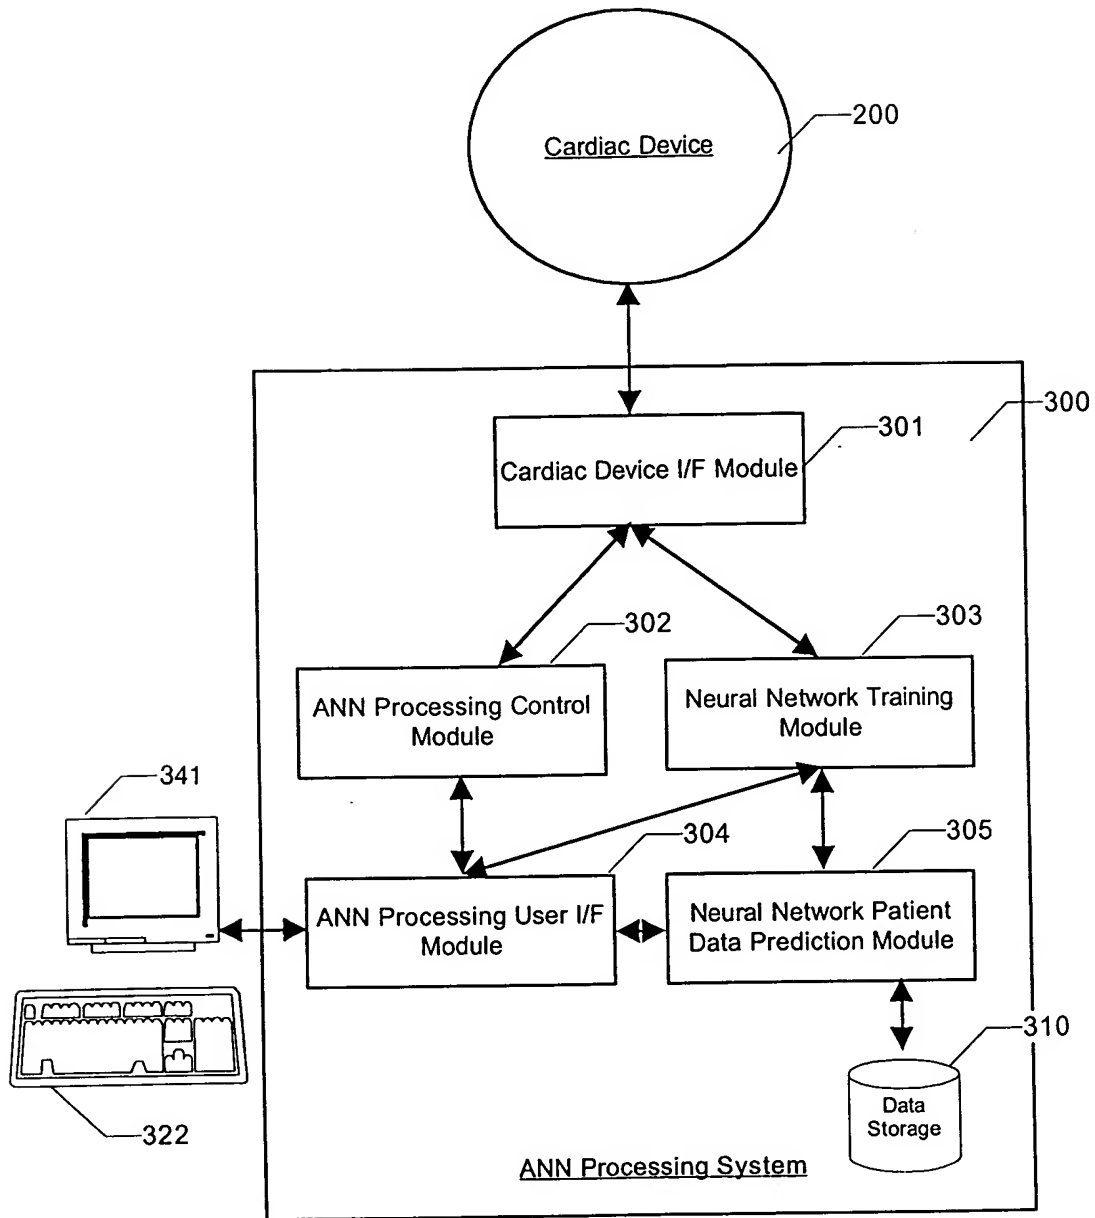 200
Cardiac Device
300
301
Cardiac Device I/F Module
302
303
ANN Processing Control
Module
Neural Network Training
Module
341
304
305
ANN Processing User I/F
Module
Neural Network Patient
Data Prediction Module
310
Data
Storage
322
ANN Processing System